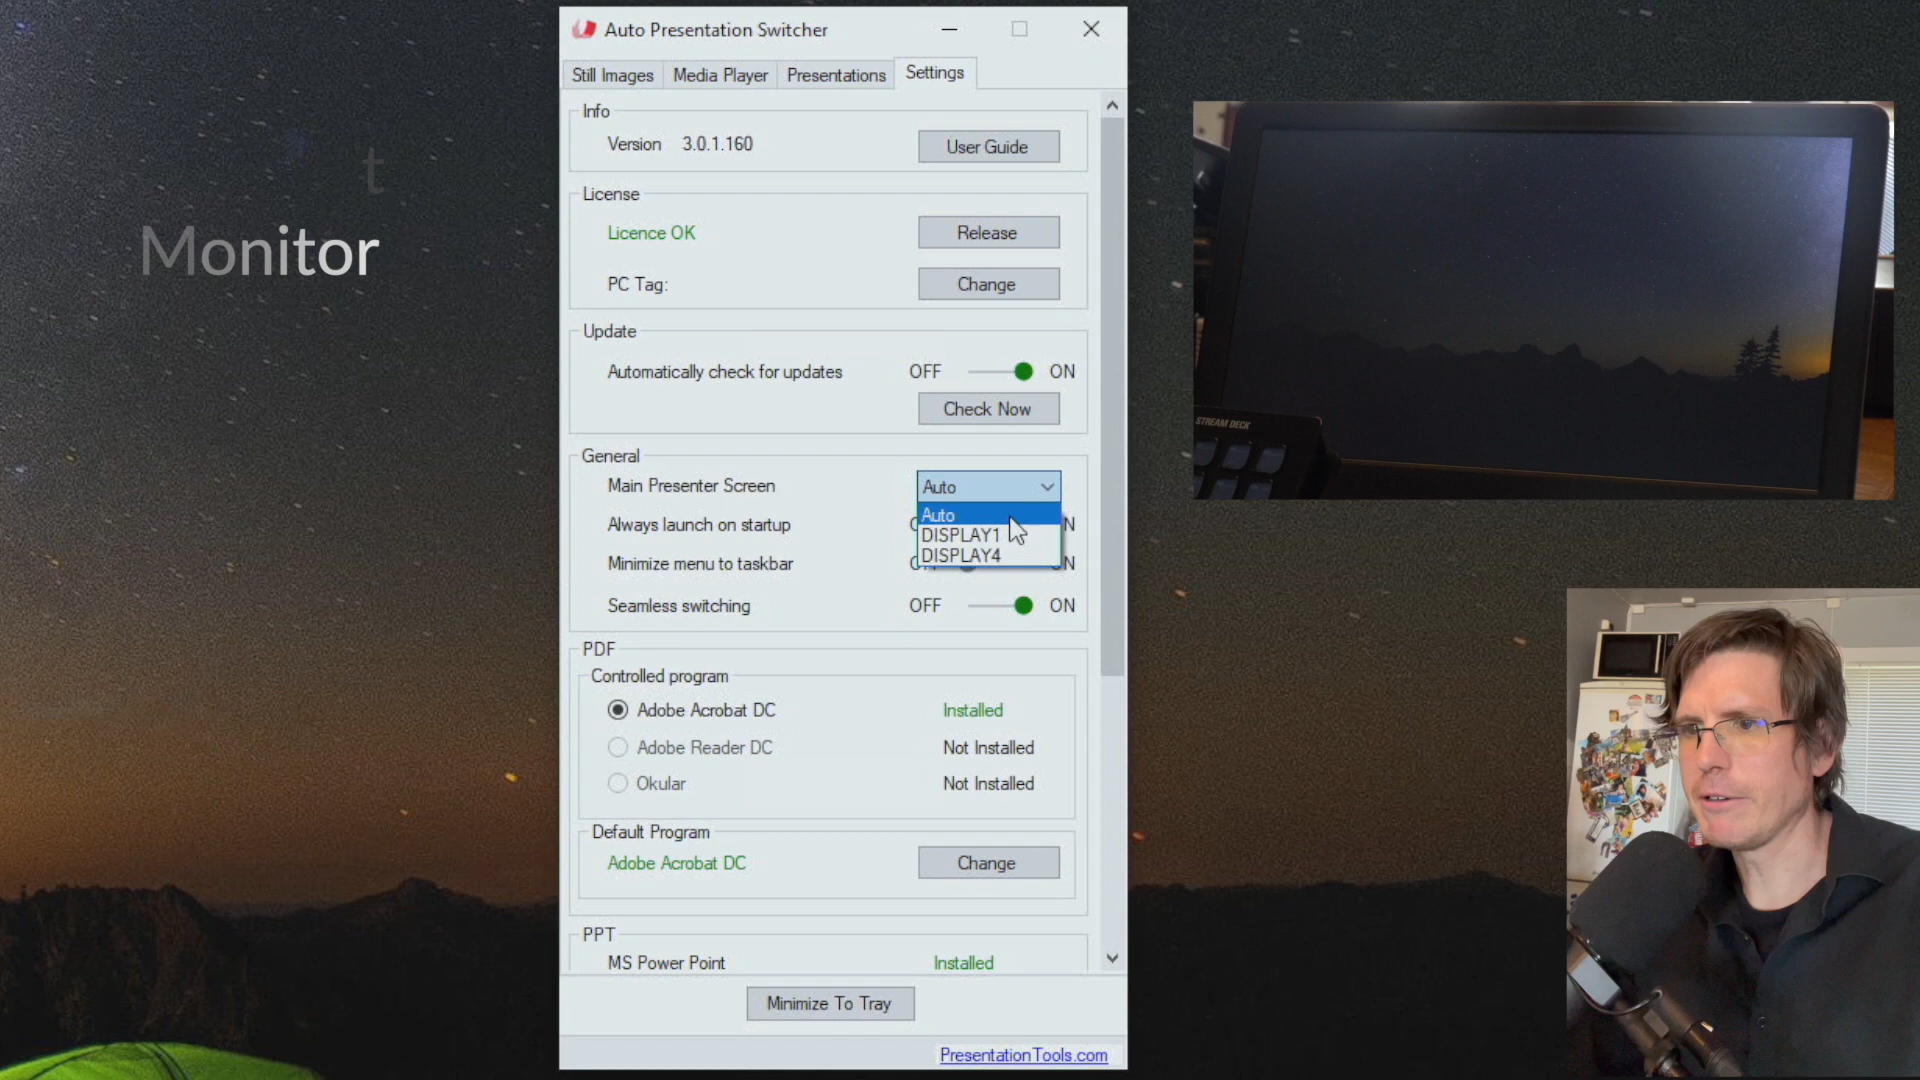 t
Monitor
Auto Presentation Switcher
Still Images
Media Player
Presentations
Settings
Info
Version 3.0.1.160
User Guide
License
Licence OK
Release
PC Tag:
Change
Update
Automatically check for updates
OFF
ON
Check Now
General
Main Presenter Screen
Auto
Auto
DISPLAY1
DISPLAY4
Always launch on startup
Minimize menu to taskbar
Seamless switching
OFF
ON
PDF
Controlled program
Adobe Acrobat DC
Installed
Adobe Reader DC
Not Installed
Okular
Not Installed
Default Program
Adobe Acrobat DC
Change
PPT
MS Power Point
Installed
Minimize To Tray
PresentationTools.com
STREAM DECK